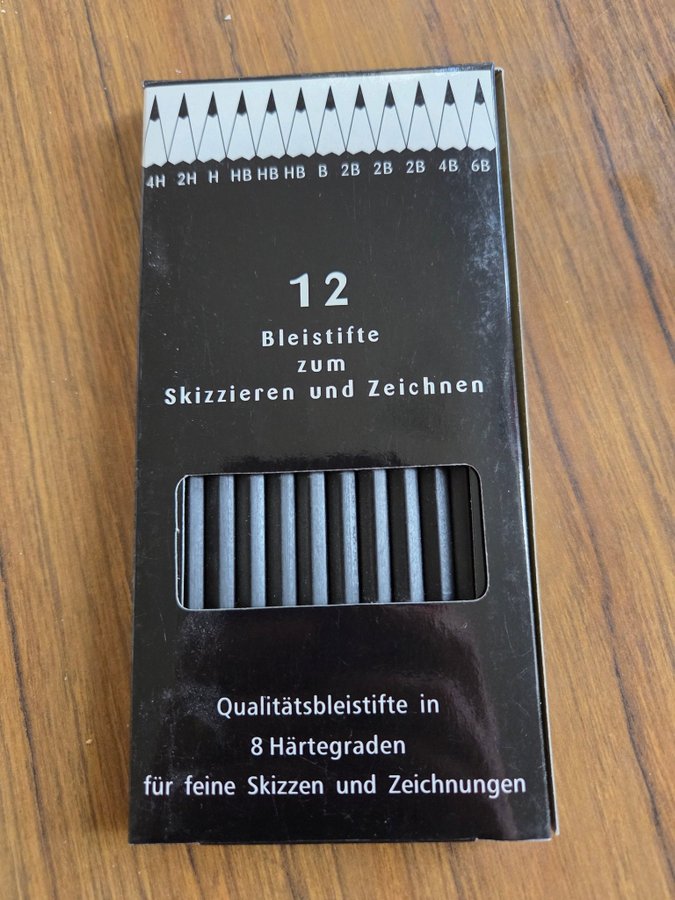 4H 2H H HB HB HB B 2B 2B 2B 4B 6B
12
Bleistifte
zum
Skizzieren und Zeichnen
Qualitätsbleistifte in
8 Härtegraden
für feine Skizzen und Zeichnungen